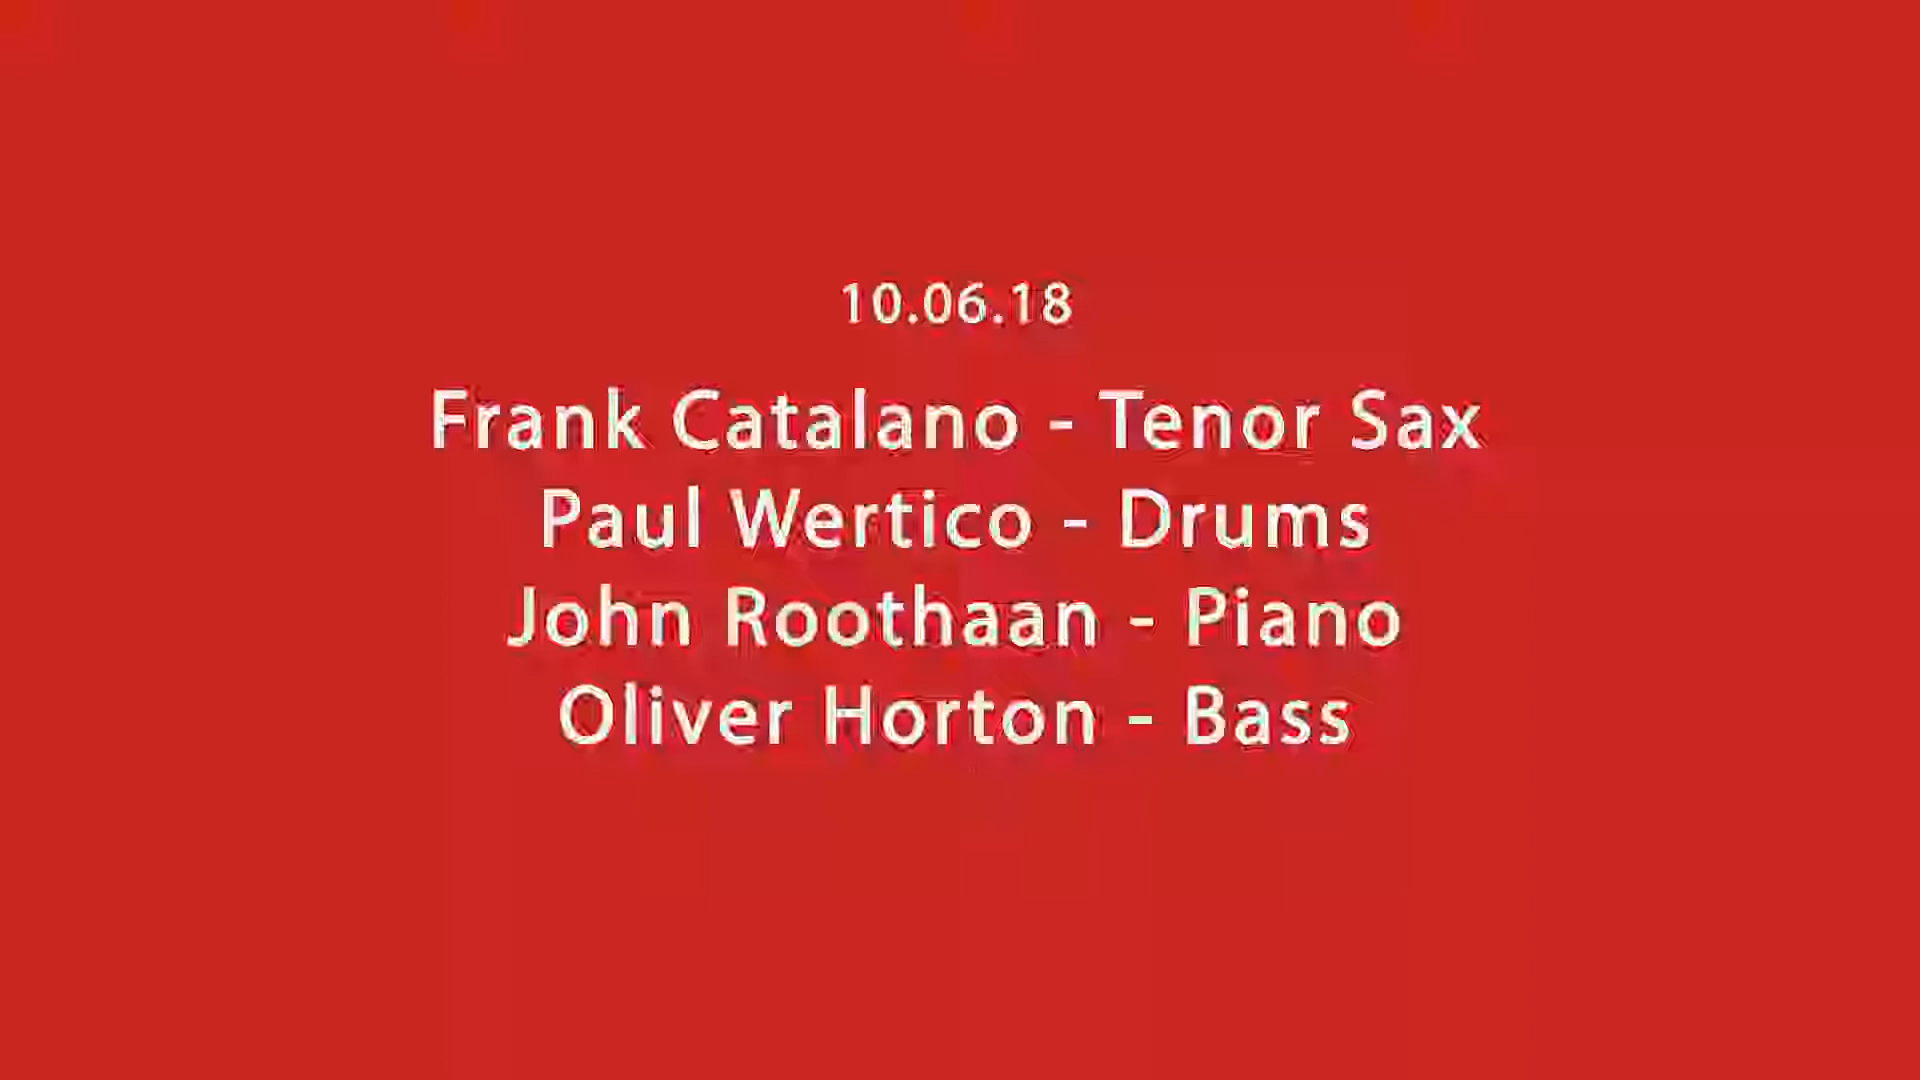 10.06.18
Frank Catalano - Tenor Sax
Paul Wertico - Drums
John Roothaan - Piano
Oliver Horton - Bass